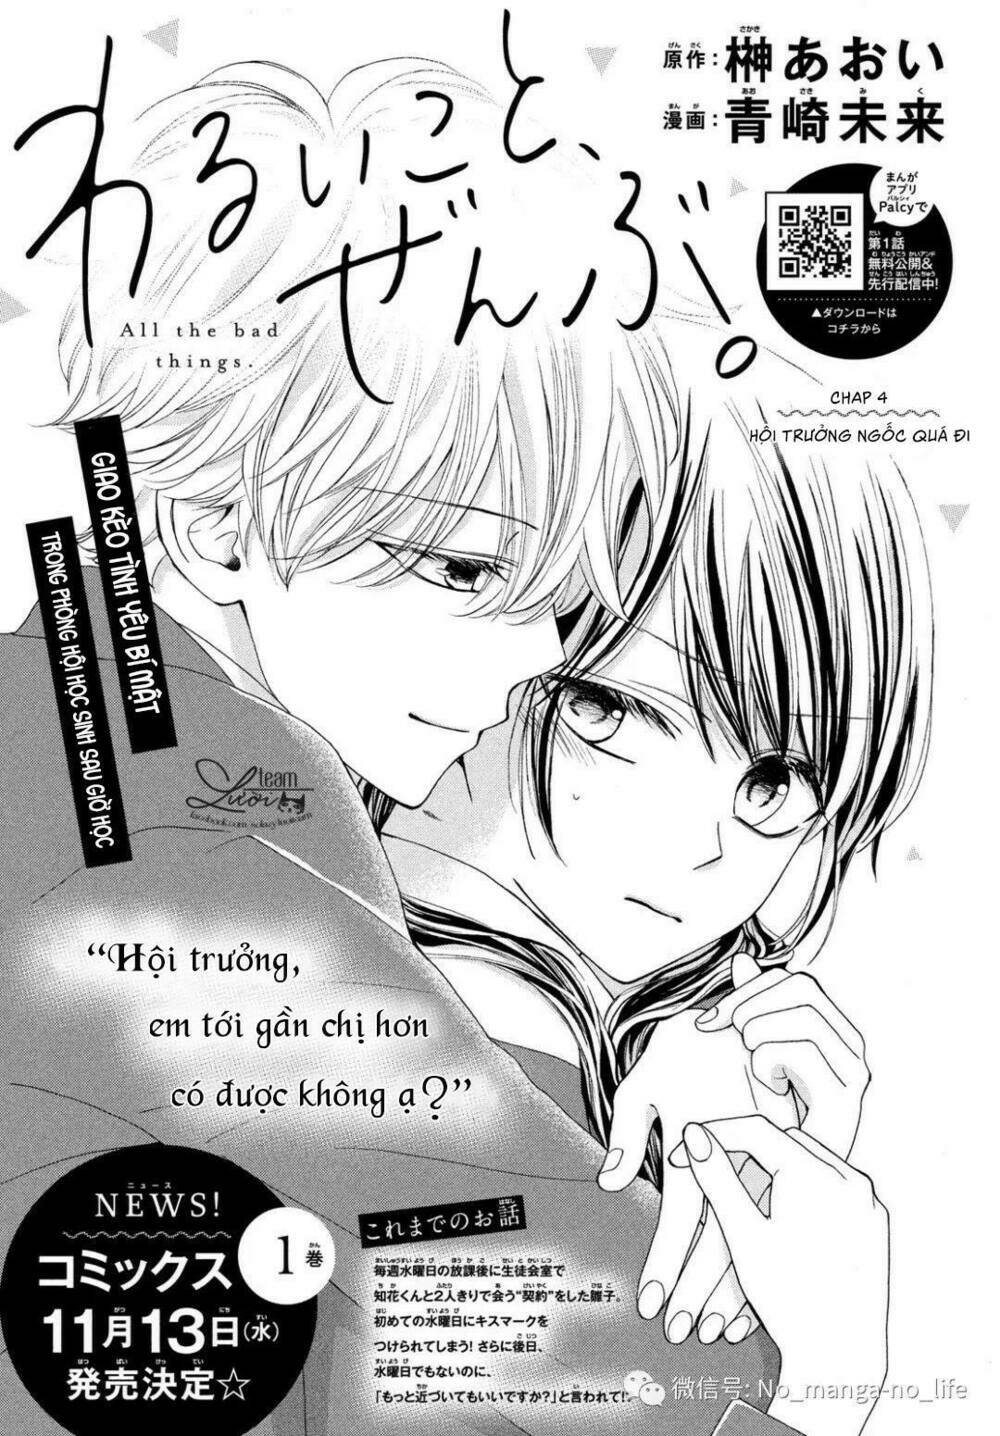 原作：榊あおい
漫画：青崎未来
わるいこと、
ぜんぶ。
All the bad
things.
まんが
アプリ
Palcyで
第1話
無料公開&
先行配信中!
▲ダウンロードは
コチラから
CHAP 4
HỘI TRƯỞNG NGỐC QUÁ ĐI
GIAO KÈO TÌNH YÊU BÍ MẬT
TRONG PHÒNG HỘI HỌC SINH SAU GIỜ HỌC
team
Lười
“Hội trưởng,
em tới gần chị hơn
có được không ạ?”
NEWS!
コミックス
1巻
11月13日(水)
発売決定☆
これまでのお話
毎週水曜日の放課後に生徒会室で
知花くんと2人きりで会う“契約”をした雛子。
初めての水曜日にキスマークを
つけられてしまう! さらに後日、
水曜日でもないのに、
「もっと近づいてもいいですか?」と言われて!?
微信号: No_manga-no_life